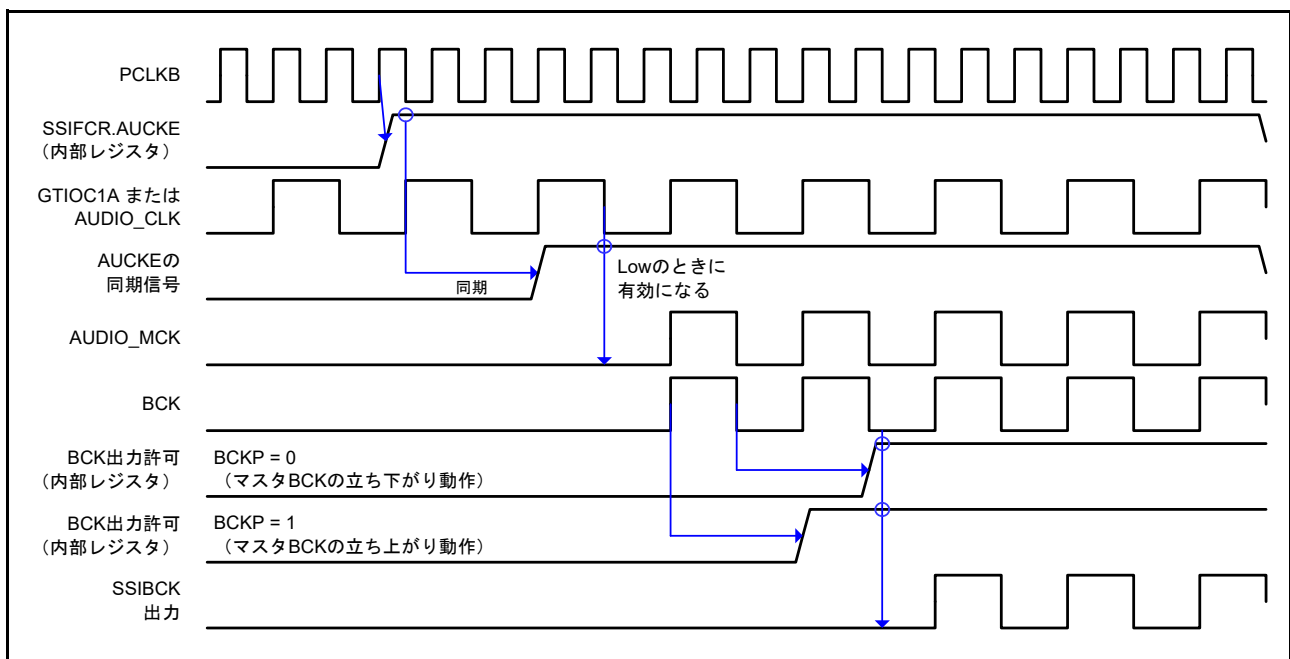 PCLKB
SSIFCR.AUCKE
（内部レジスタ）
GTIOC1A または
AUDIO_CLK
AUCKEの
同期信号
同期
Lowのときに
有効になる
AUDIO_MCK
BCK
BCK出力許可
（内部レジスタ）
BCKP = 0
（マスタBCKの立ち下がり動作）
BCK出力許可
（内部レジスタ）
BCKP = 1
（マスタBCKの立ち上がり動作）
SSIBCK
出力